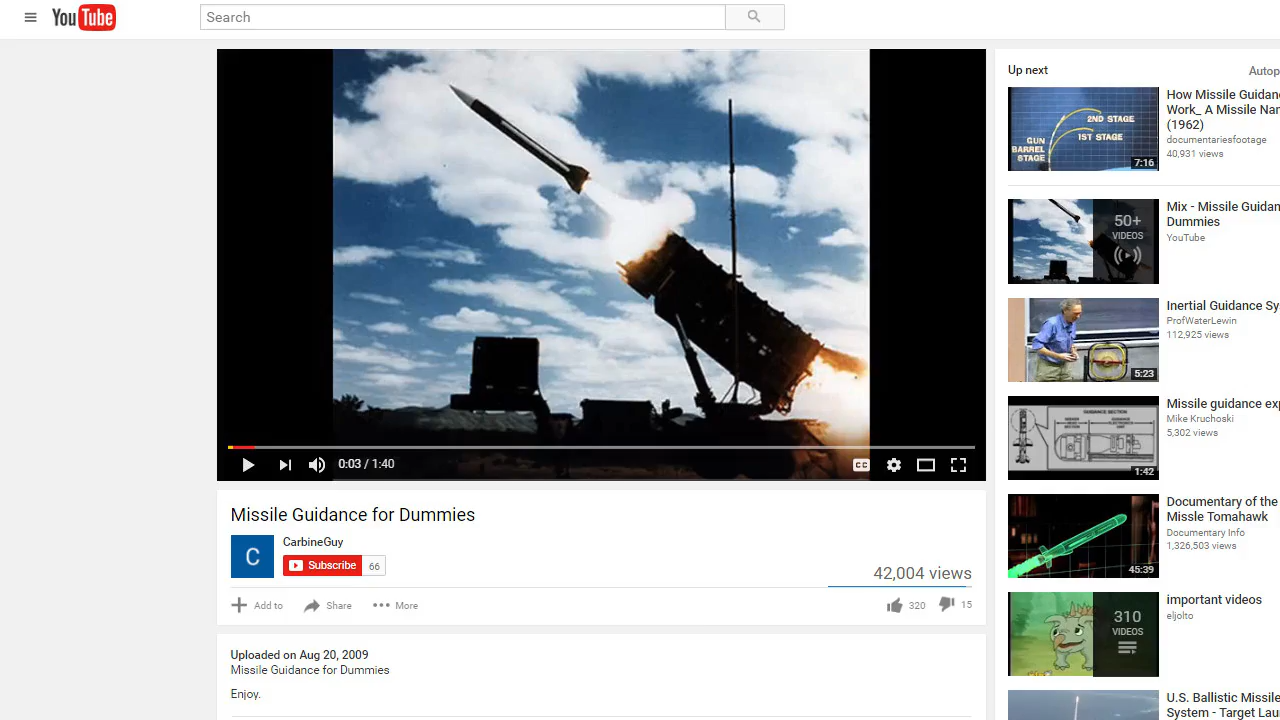 YouTube
Search
0:03 / 1:40
CC
Missile Guidance for Dummies
C
CarbineGuy
Subscribe 66
42,004 views
Add to Share More 320 15
Uploaded on Aug 20, 2009
Missile Guidance for Dummies
Enjoy.
Up next Autop
2ND STAGE
1ST STAGE
GUN
BARREL
STAGE
7:16
How Missile Guidanc
Work_ A Missile Nar
(1962)
documentariesfootage
40,931 views
50+
VIDEOS
Mix - Missile Guidan
Dummies
YouTube
5:23
Inertial Guidance Sy
ProfWaterLewin
112,925 views
GUIDANCE SECTION
1:42
Missile guidance exp
Mike Kruchoski
5,302 views
45:39
Documentary of the
Missle Tomahawk
Documentary Info
1,326,503 views
310
VIDEOS
important videos
eljolto
U.S. Ballistic Missile
System - Target Lau